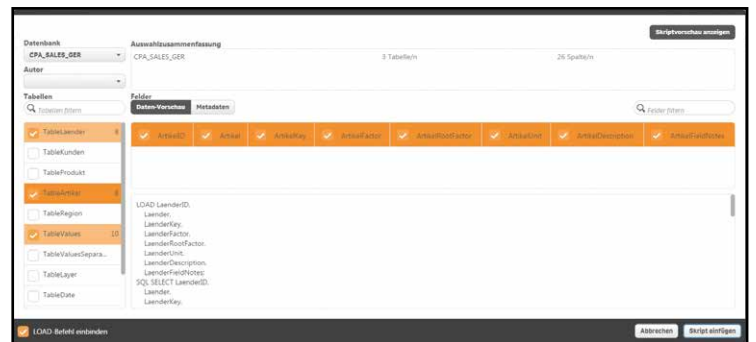 Skriptvorschau anzeigen
Datenbank
CPA_SALES_GER
Autor
Tabellen
Tabellen filtern
TableLaender 8
TableKunden
TableProdukt
TableArtikel 8
TableRegion
TableValues 10
TableValuesSepara...
TableLayer
TableDate
Auswahlzusammenfassung
CPA_SALES_GER 3 Tabelle/n 26 Spalte/n
Felder
Daten-Vorschau Metadaten
Felder filtern
ArtikelID Artikel ArtikelKey ArtikelFactor ArtikelRootFactor ArtikelUnit ArtikelDescription ArtikelFieldNotes
LOAD LaenderID,
Laender,
LaenderKey,
LaenderFactor,
LaenderRootFactor,
LaenderUnit,
LaenderDescription,
LaenderFieldNotes;
SQL SELECT LaenderID,
Laender,
LaenderKey,
LOAD-Befehl einbinden
Abbrechen Skript einfügen